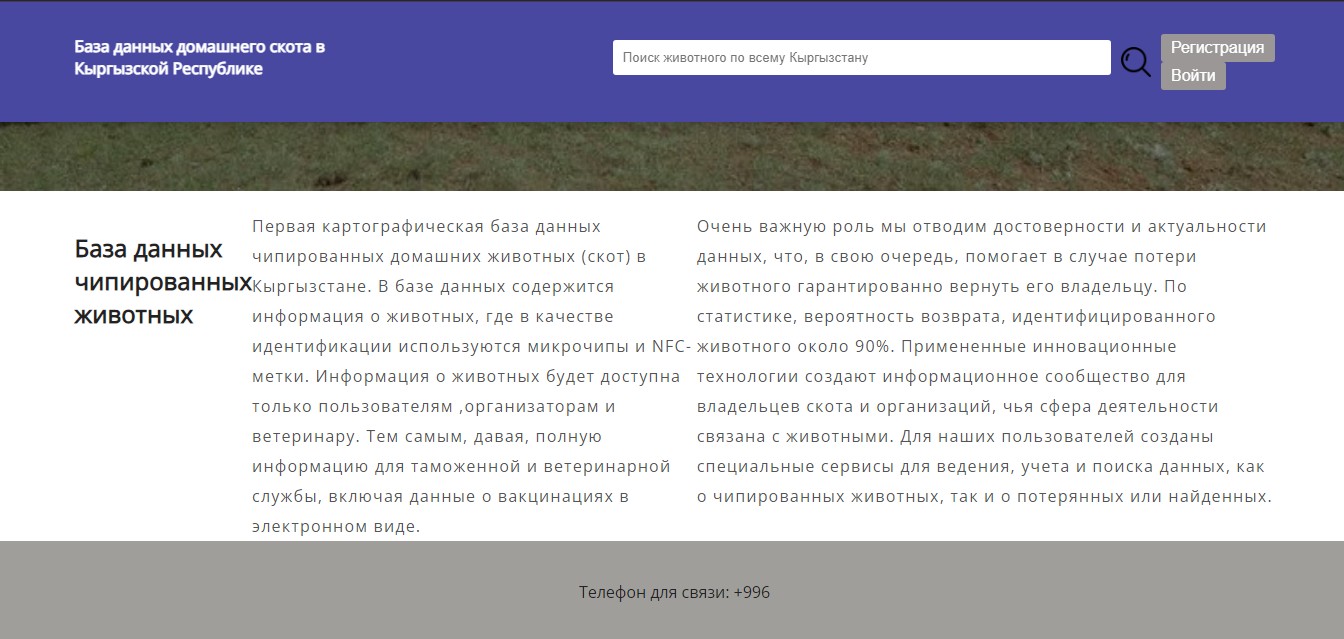 База данных домашнего скота в
Кыргызской Республике
Поиск животного по всему Кыргызстану
Регистрация
Войти
База данных
чипированных
животных
Первая картографическая база данных
чипированных домашних животных (скот) в
Кыргызстане. В базе данных содержится
информация о животных, где в качестве
идентификации используются микрочипы и NFC-
метки. Информация о животных будет доступна
только пользователям ,организаторам и
ветеринару. Тем самым, давая, полную
информацию для таможенной и ветеринарной
службы, включая данные о вакцинациях в
электронном виде.
Очень важную роль мы отводим достоверности и актуальности
данных, что, в свою очередь, помогает в случае потери
животного гарантированно вернуть его владельцу. По
статистике, вероятность возврата, идентифицированного
животного около 90%. Примененные инновационные
технологии создают информационное сообщество для
владельцев скота и организаций, чья сфера деятельности
связана с животными. Для наших пользователей созданы
специальные сервисы для ведения, учета и поиска данных, как
о чипированных животных, так и о потерянных или найденных.
Телефон для связи: +996